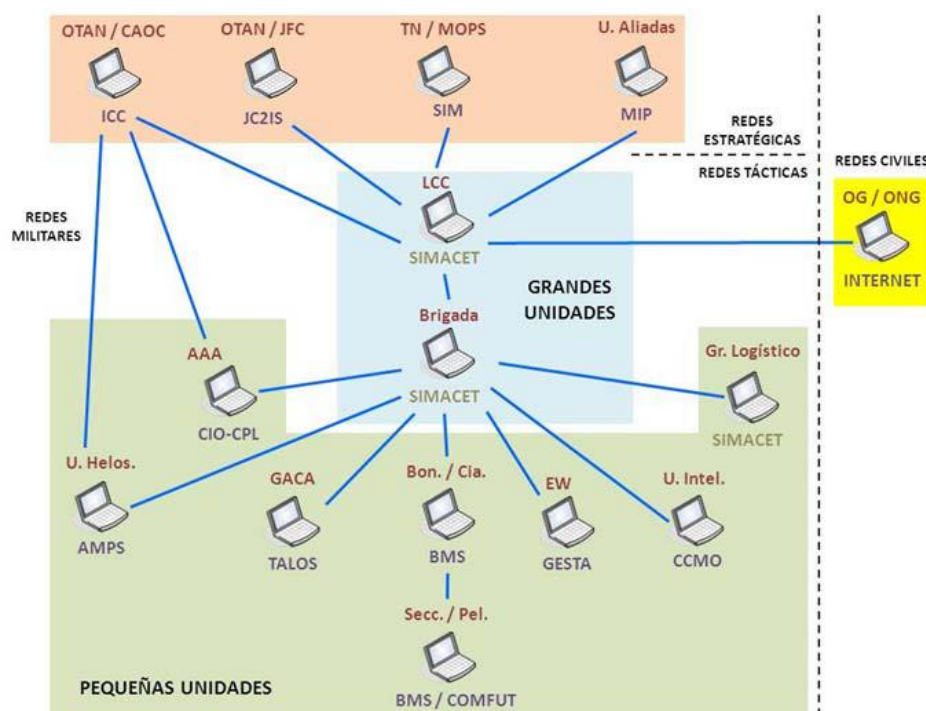 OTAN / CAOC
OTAN / JFC
TN / MOPS
U. Aliadas
ICC
JC2IS
SIM
MIP
REDES
ESTRATÉGICAS
REDES TÁCTICAS
REDES CIVILES
LCC
OG / ONG
REDES
MILITARES
SIMACET
INTERNET
GRANDES
UNIDADES
Brigada
AAA
Gr. Logístico
SIMACET
CIO-CPL
SIMACET
U. Helos.
GACA
Bon. / Cia.
EW
U. Intel.
AMPS
TALOS
BMS
GESTA
CCMO
Secc. / Pel.
PEQUEÑAS UNIDADES
BMS / COMFUT